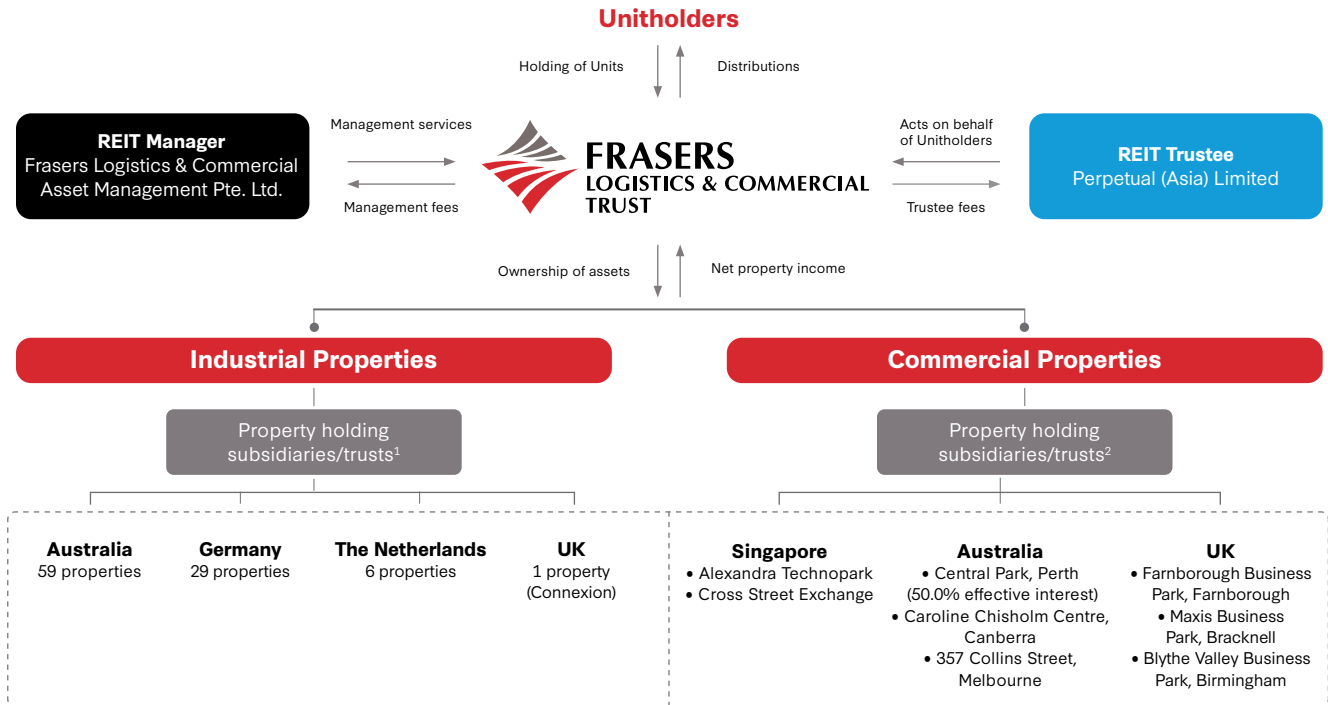 Unitholders
Holding of Units
Distributions
REIT Manager
Frasers Logistics & Commercial
Asset Management Pte. Ltd.
Management services
Management fees
FRASERS
LOGISTICS & COMMERCIAL
TRUST
Acts on behalf
of Unitholders
Trustee fees
REIT Trustee
Perpetual (Asia) Limited
Ownership of assets
Net property income
Industrial Properties
Property holding
subsidiaries/trusts¹
Australia
59 properties
Germany
29 properties
The Netherlands
6 properties
UK
1 property
(Connexion)
Commercial Properties
Property holding
subsidiaries/trusts²
Singapore
• Alexandra Technopark
• Cross Street Exchange
Australia
• Central Park, Perth
(50.0% effective interest)
• Caroline Chisholm Centre,
Canberra
• 357 Collins Street,
Melbourne
UK
• Farnborough Business
Park, Farnborough
• Maxis Business
Park, Bracknell
• Blythe Valley Business
Park, Birmingham